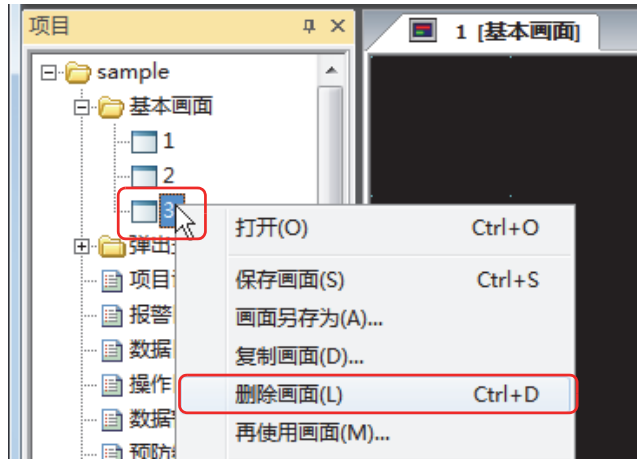 项目
1 [基本画面]
sample
基本画面
1
2
3
打开(O) Ctrl+O
弹出
保存画面(S) Ctrl+S
项目
画面另存为(A)...
报警
复制画面(D)...
数据
删除画面(L) Ctrl+D
操作
再使用画面(M)...
数据
预防